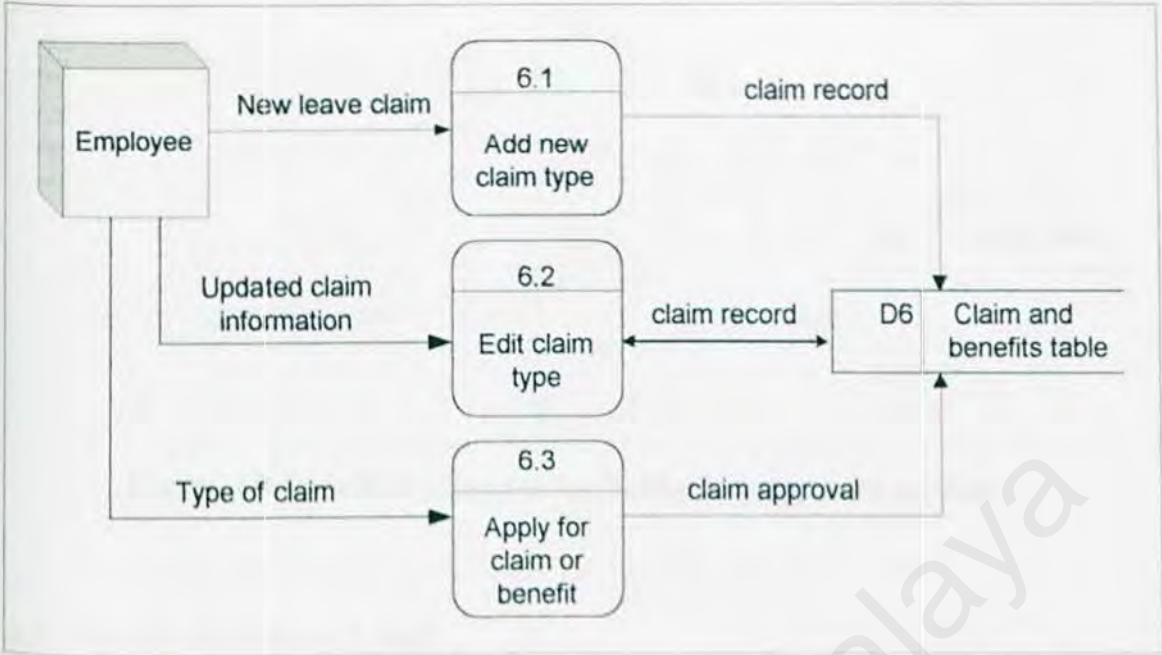 Employee
New leave claim
6.1
Add new
claim type
claim record
Updated claim
information
6.2
Edit claim
type
claim record
D6
Claim and
benefits table
Type of claim
6.3
Apply for
claim or
benefit
claim approval
alaya